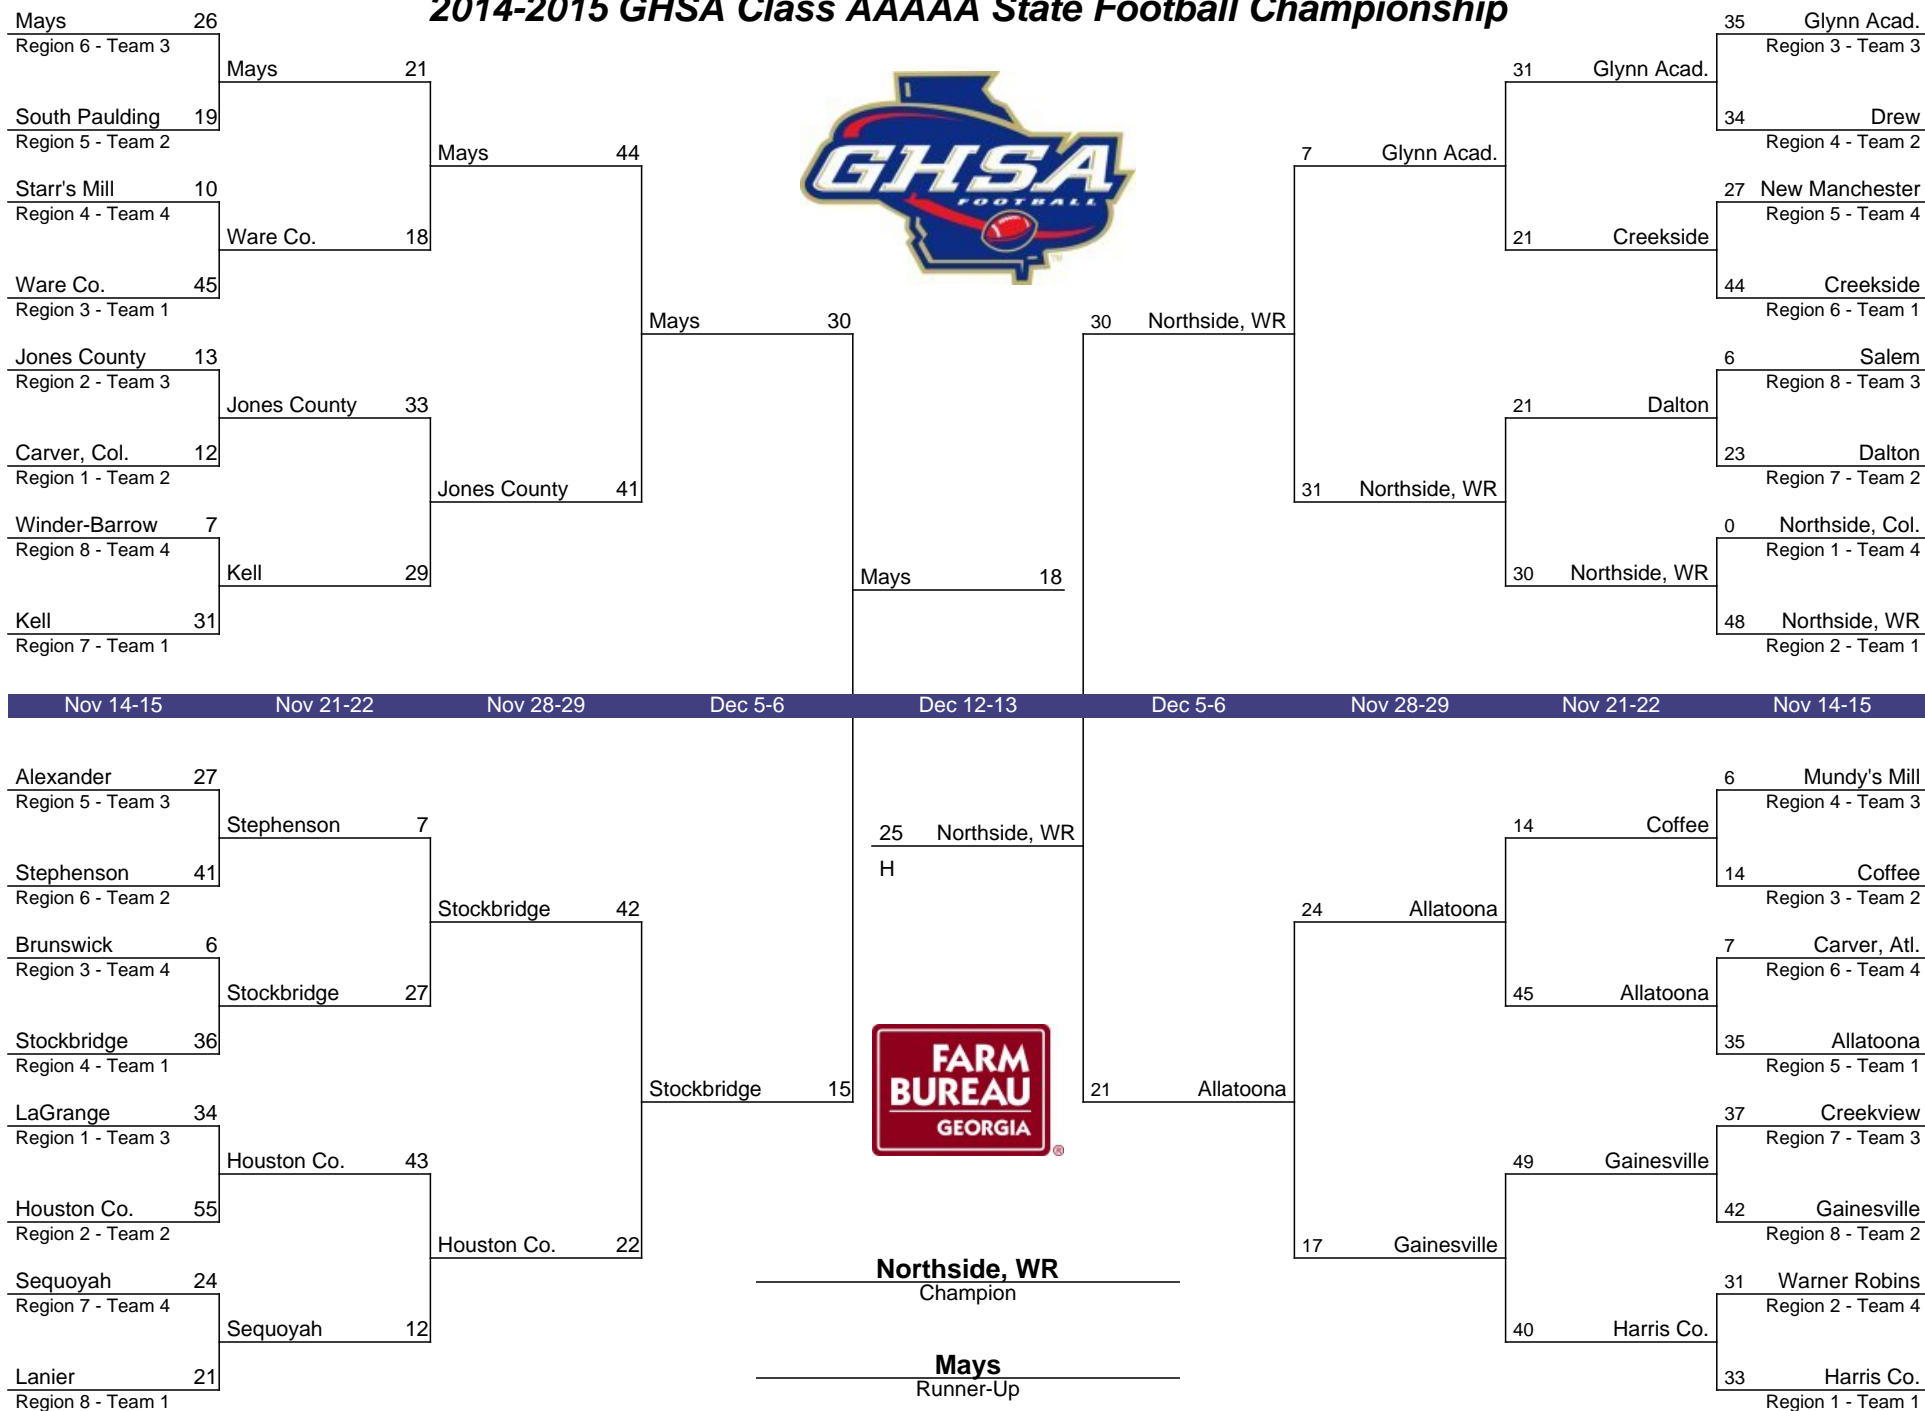 2014-2015 GHSA Class AAAAA State Football Championship
Mays 26
Region 6 - Team 3
South Paulding 19
Region 5 - Team 2
Starr's Mill 10
Region 4 - Team 4
Ware Co. 45
Region 3 - Team 1
Jones County 13
Region 2 - Team 3
Carver, Col. 12
Region 1 - Team 2
Winder-Barrow 7
Region 8 - Team 4
Kell 31
Region 7 - Team 1
Mays 21
Ware Co. 18
Jones County 33
Kell 29
Mays 44
Jones County 41
Mays 30
Mays 18
GHSA
FOOTBALL
TM
30 Northside, WR
7 Glynn Acad.
31 Northside, WR
31 Glynn Acad.
21 Creekside
21 Dalton
30 Northside, WR
35 Glynn Acad.
Region 3 - Team 3
34 Drew
Region 4 - Team 2
27 New Manchester
Region 5 - Team 4
44 Creekside
Region 6 - Team 1
6 Salem
Region 8 - Team 3
23 Dalton
Region 7 - Team 2
0 Northside, Col.
Region 1 - Team 4
48 Northside, WR
Region 2 - Team 1
Nov 14-15 Nov 21-22 Nov 28-29 Dec 5-6 Dec 12-13 Dec 5-6 Nov 28-29 Nov 21-22 Nov 14-15
Alexander 27
Region 5 - Team 3
Stephenson 41
Region 6 - Team 2
Brunswick 6
Region 3 - Team 4
Stockbridge 36
Region 4 - Team 1
LaGrange 34
Region 1 - Team 3
Houston Co. 55
Region 2 - Team 2
Sequoyah 24
Region 7 - Team 4
Lanier 21
Region 8 - Team 1
Stephenson 7
Stockbridge 27
Houston Co. 43
Sequoyah 12
Stockbridge 42
Houston Co. 22
Stockbridge 15
25 Northside, WR
H
FARM
BUREAU
GEORGIA
®
Northside, WR
Champion
Mays
Runner-Up
21 Allatoona
24 Allatoona
17 Gainesville
14 Coffee
45 Allatoona
49 Gainesville
40 Harris Co.
6 Mundy's Mill
Region 4 - Team 3
14 Coffee
Region 3 - Team 2
7 Carver, Atl.
Region 6 - Team 4
35 Allatoona
Region 5 - Team 1
37 Creekview
Region 7 - Team 3
42 Gainesville
Region 8 - Team 2
31 Warner Robins
Region 2 - Team 4
33 Harris Co.
Region 1 - Team 1